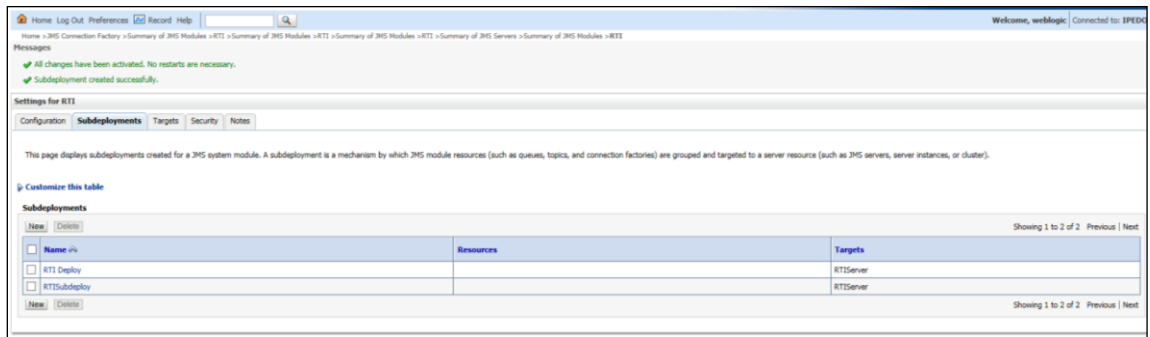 Home Log Out Preferences Record Help
Welcome, weblogic Connected to: IPEDO
Home >JMS Connection Factory >Summary of JMS Modules >RTI >Summary of JMS Modules >RTI >Summary of JMS Modules >RTI >Summary of JMS Servers >Summary of JMS Modules >RTI
Messages
All changes have been activated. No restarts are necessary.
Subdeployment created successfully.
Settings for RTI
Configuration Subdeployments Targets Security Notes
This page displays subdeployments created for a JMS system module. A subdeployment is a mechanism by which JMS module resources (such as queues, topics, and connection factories) are grouped and targeted to a server resource (such as JMS servers, server instances, or cluster).
Customize this table
Subdeployments
New Delete Showing 1 to 2 of 2 Previous | Next
Name Resources Targets
RTI Deploy RTIServer
RTISubdeploy RTIServer
New Delete Showing 1 to 2 of 2 Previous | Next